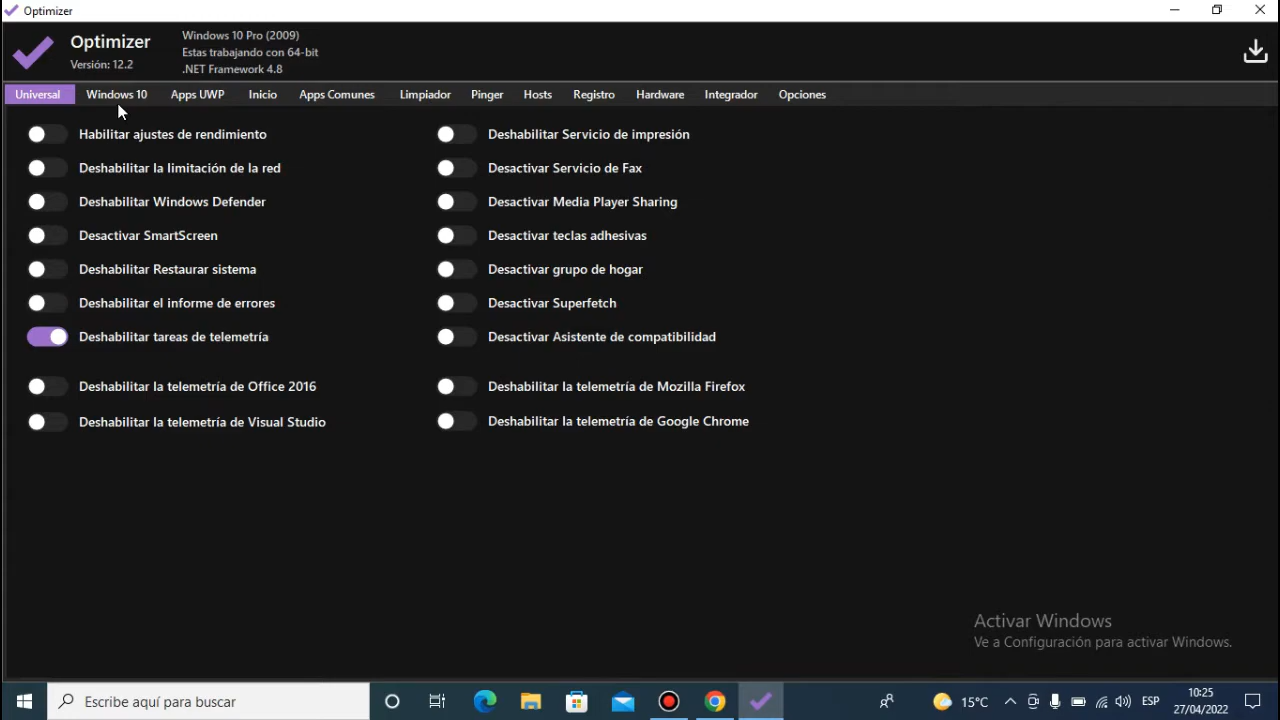 Optimizer
Optimizer
Versión: 12.2
Windows 10 Pro (2009)
Estas trabajando con 64-bit
.NET Framework 4.8
Universal Windows 10 Apps UWP Inicio Apps Comunes Limpiador Pinger Hosts Registro Hardware Integrador Opciones
Habilitar ajustes de rendimiento
Deshabilitar la limitación de la red
Deshabilitar Windows Defender
Desactivar SmartScreen
Deshabilitar Restaurar sistema
Deshabilitar el informe de errores
Deshabilitar tareas de telemetría
Deshabilitar la telemetría de Office 2016
Deshabilitar la telemetría de Visual Studio
Deshabilitar Servicio de impresión
Desactivar Servicio de Fax
Desactivar Media Player Sharing
Desactivar teclas adhesivas
Desactivar grupo de hogar
Desactivar Superfetch
Desactivar Asistente de compatibilidad
Deshabilitar la telemetría de Mozilla Firefox
Deshabilitar la telemetría de Google Chrome
Activar Windows
Ve a Configuración para activar Windows.
Escribe aquí para buscar
15°C
ESP
10:25
27/04/2022